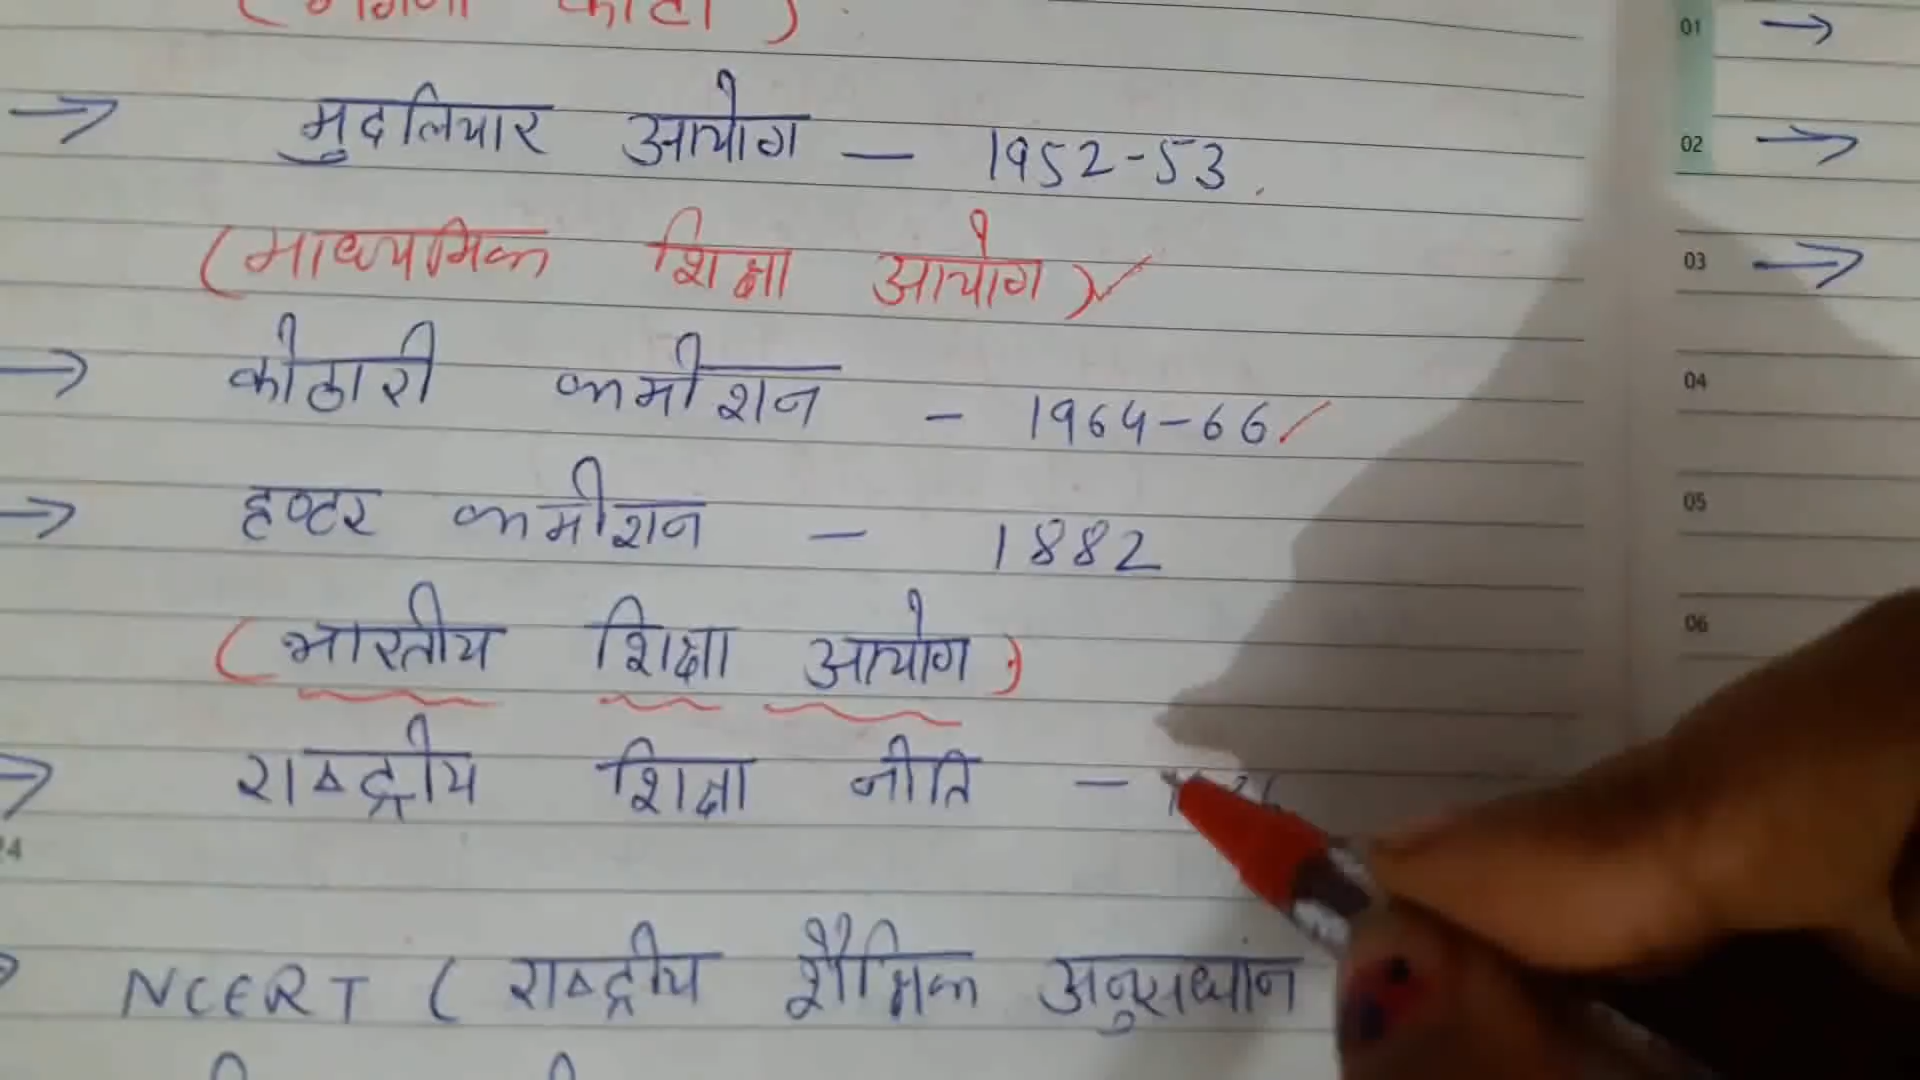 मुदलियार आयोग – 1952-53.
(माध्यमिक शिक्षा आयोग)
कोठारी कमीशन - 1964-66
हण्टर कमीशन – 1882
(भारतीय शिक्षा आयोग)
राष्ट्रीय शिक्षा नीति –
NCERT ( राष्ट्रीय शैक्षिक अनुसंधान
01
02
03
04
05
06